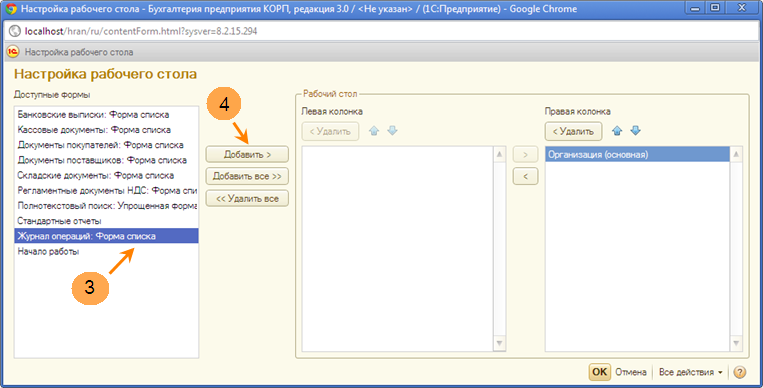 Настройка рабочего стола - Бухгалтерия предприятия КОРП, редакция 3.0 / <Не указан> / (1С:Предприятие) - Google Chrome
localhost/hran/ru/contentForm.html?sysver=8.2.15.294
1С Настройка рабочего стола
Настройка рабочего стола
Доступные формы
Банковские выписки: Форма списка
Кассовые документы: Форма списка
Документы покупателей: Форма списка
Документы поставщиков: Форма списка
Складские документы: Форма списка
Регламентные документы НДС: Форма спи
Полнотекстовый поиск: Упрощенная форма
Стандартные отчеты
Журнал операций: Форма списка
Начало работы
3
4
Добавить >
Добавить все >>
<< Удалить все
Рабочий стол
Левая колонка
< Удалить
>
<
Правая колонка
< Удалить
Организация (основная)
OK Отмена Все действия ?